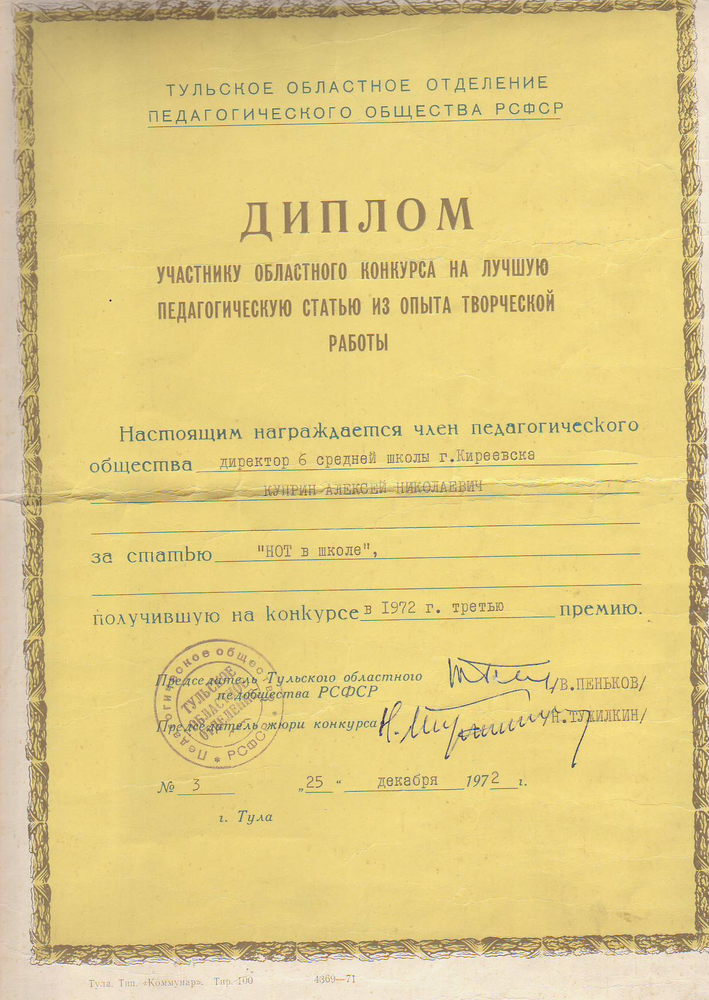 ТУЛЬСКОЕ ОБЛАСТНОЕ ОТДЕЛЕНИЕ
ПЕДАГОГИЧЕСКОГО ОБЩЕСТВА РСФСР
ДИПЛОМ
УЧАСТНИКУ ОБЛАСТНОГО КОНКУРСА НА ЛУЧШУЮ
ПЕДАГОГИЧЕСКУЮ СТАТЬЮ ИЗ ОПЫТА ТВОРЧЕСКОЙ
РАБОТЫ
Настоящим награждается член педагогического
общества директор 6 средней школы г.Киреевска
КУПРИН АЛЕКСЕЙ НИКОЛАЕВИЧ
за статью "НОТ в школе",
получившую на конкурсе в 1972 г. третью премию.
Председатель Тульского областного
педобщества РСФСР /В.ПЕНЬКОВ/
Председатель жюри конкурса /Н.ТУЖИЛКИН/
Педагогическое общество * РСФСР *
ТУЛЬСКОЕ
ОБЛАСТНОЕ
ОТДЕЛЕНИЕ
№ 3 „25“ декабря 1972 г.
г. Тула
Тула. Тип. «Коммунар». Тир. 100 4369—71